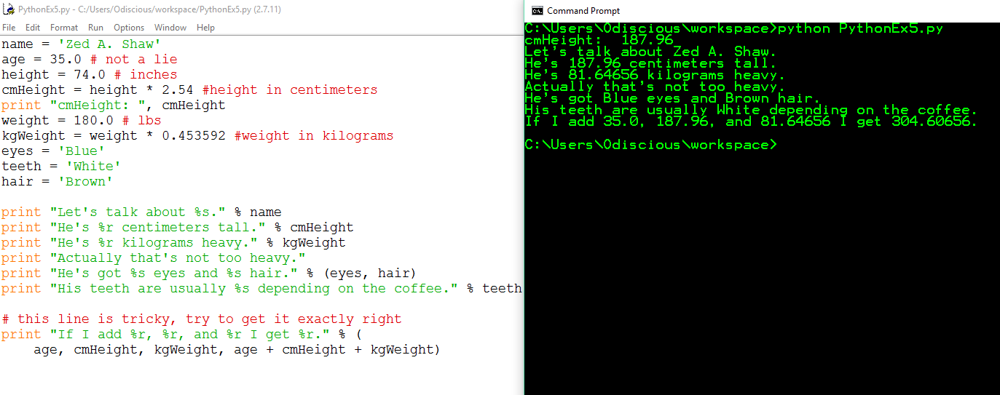 PythonEx5.py - C:/Users/Odiscious/workspace/PythonEx5.py (2.7.11)
File Edit Format Run Options Window Help
name = 'Zed A. Shaw'
age = 35.0 # not a lie
height = 74.0 # inches
cmHeight = height * 2.54 #height in centimeters
print "cmHeight: ", cmHeight
weight = 180.0 # lbs
kgWeight = weight * 0.453592 #weight in kilograms
eyes = 'Blue'
teeth = 'White'
hair = 'Brown'

print "Let's talk about %s." % name
print "He's %r centimeters tall." % cmHeight
print "He's %r kilograms heavy." % kgWeight
print "Actually that's not too heavy."
print "He's got %s eyes and %s hair." % (eyes, hair)
print "His teeth are usually %s depending on the coffee." % teeth

# this line is tricky, try to get it exactly right
print "If I add %r, %r, and %r I get %r." % (
    age, cmHeight, kgWeight, age + cmHeight + kgWeight)
Command Prompt
C:\Users\Odiscious\workspace>python PythonEx5.py
cmHeight:  187.96
Let's talk about Zed A. Shaw.
He's 187.96 centimeters tall.
He's 81.64656 kilograms heavy.
Actually that's not too heavy.
He's got Blue eyes and Brown hair.
His teeth are usually White depending on the coffee.
If I add 35.0, 187.96, and 81.64656 I get 304.60656.

C:\Users\Odiscious\workspace>